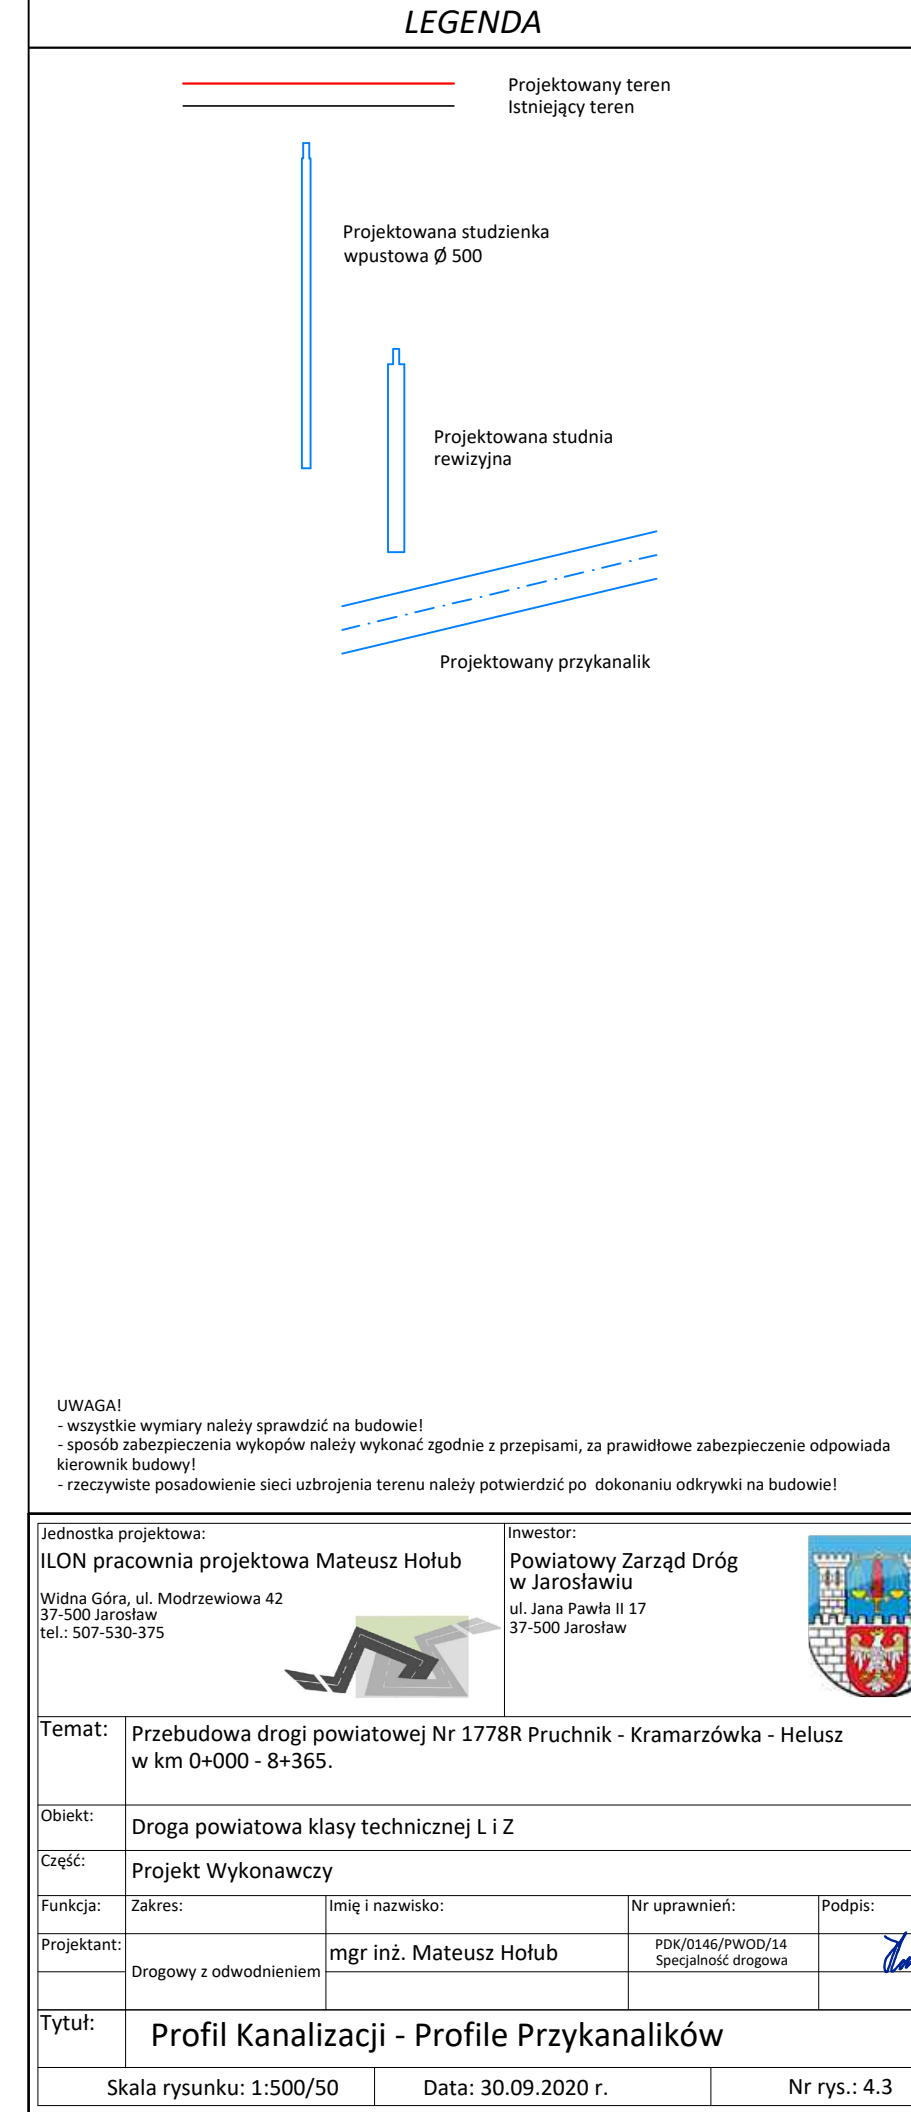 LEGENDA
Projektowany teren
Istniejący teren
Projektowana studzienka
wpustowa Ø 500
Projektowana studnia
rewizyjna
Projektowany przykanalik
UWAGA!
- wszystkie wymiary należy sprawdzić na budowie!
- sposób zabezpieczenia wykopów należy wykonać zgodnie z przepisami, za prawidłowe zabezpieczenie odpowiada
kierownik budowy!
- rzeczywiste posadowienie sieci uzbrojenia terenu należy potwierdzić po dokonaniu odkrywki na budowie!
Jednostka projektowa:
ILON pracownia projektowa Mateusz Hołub
Widna Góra, ul. Modrzewiowa 42
37-500 Jarosław
tel.: 507-530-375
Inwestor:
Powiatowy Zarząd Dróg
w Jarosławiu
ul. Jana Pawła II 17
37-500 Jarosław
Temat:
Przebudowa drogi powiatowej Nr 1778R Pruchnik - Kramarzówka - Helusz
w km 0+000 - 8+365.
Obiekt:
Droga powiatowa klasy technicznej L i Z
Część:
Projekt Wykonawczy
Funkcja: Zakres: Imię i nazwisko: Nr uprawnień: Podpis:
Projektant:
Drogowy z odwodnieniem
mgr inż. Mateusz Hołub
PDK/0146/PWOD/14
Specjalność drogowa
Tytuł:
Profil Kanalizacji - Profile Przykanalików
Skala rysunku: 1:500/50 Data: 30.09.2020 r. Nr rys.: 4.3